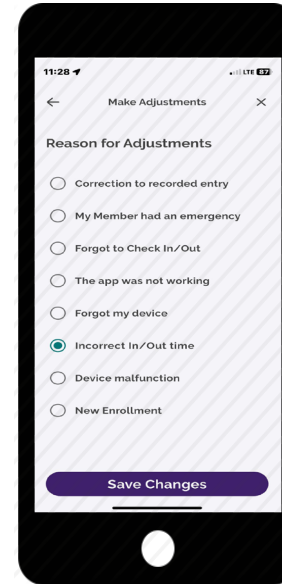 11:28
LTE 87
Make Adjustments
Reason for Adjustments
Correction to recorded entry
My Member had an emergency
Forgot to Check In/Out
The app was not working
Forgot my device
Incorrect In/Out time
Device malfunction
New Enrollment
Save Changes